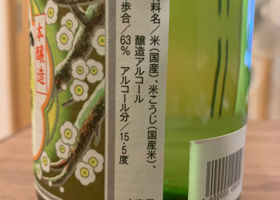 本醸造
料名／米(国産)、米こうじ(国産米)、
醸造アルコール
歩合／63% アルコール分／15.5度